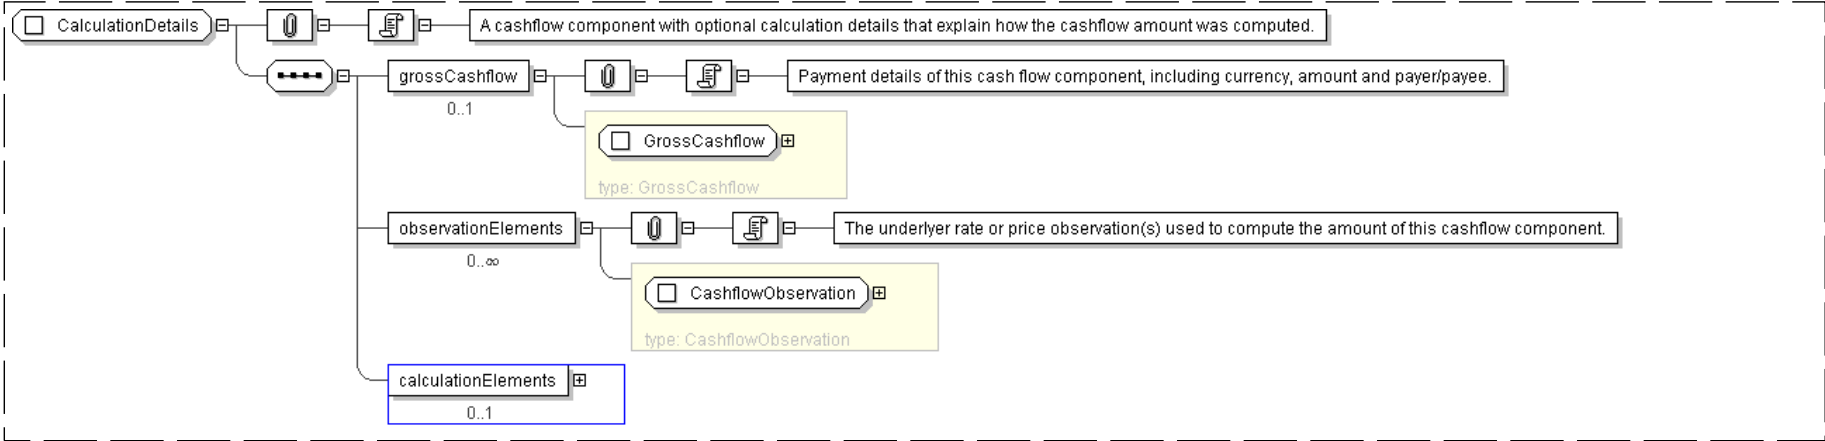 CalculationDetails
A cashflow component with optional calculation details that explain how the cashflow amount was computed.
grossCashflow
Payment details of this cash flow component, including currency, amount and payer/payee.
0..1
GrossCashflow
type: GrossCashflow
observationElements
The underlyer rate or price observation(s) used to compute the amount of this cashflow component.
0..∞
CashflowObservation
type: CashflowObservation
calculationElements
0..1